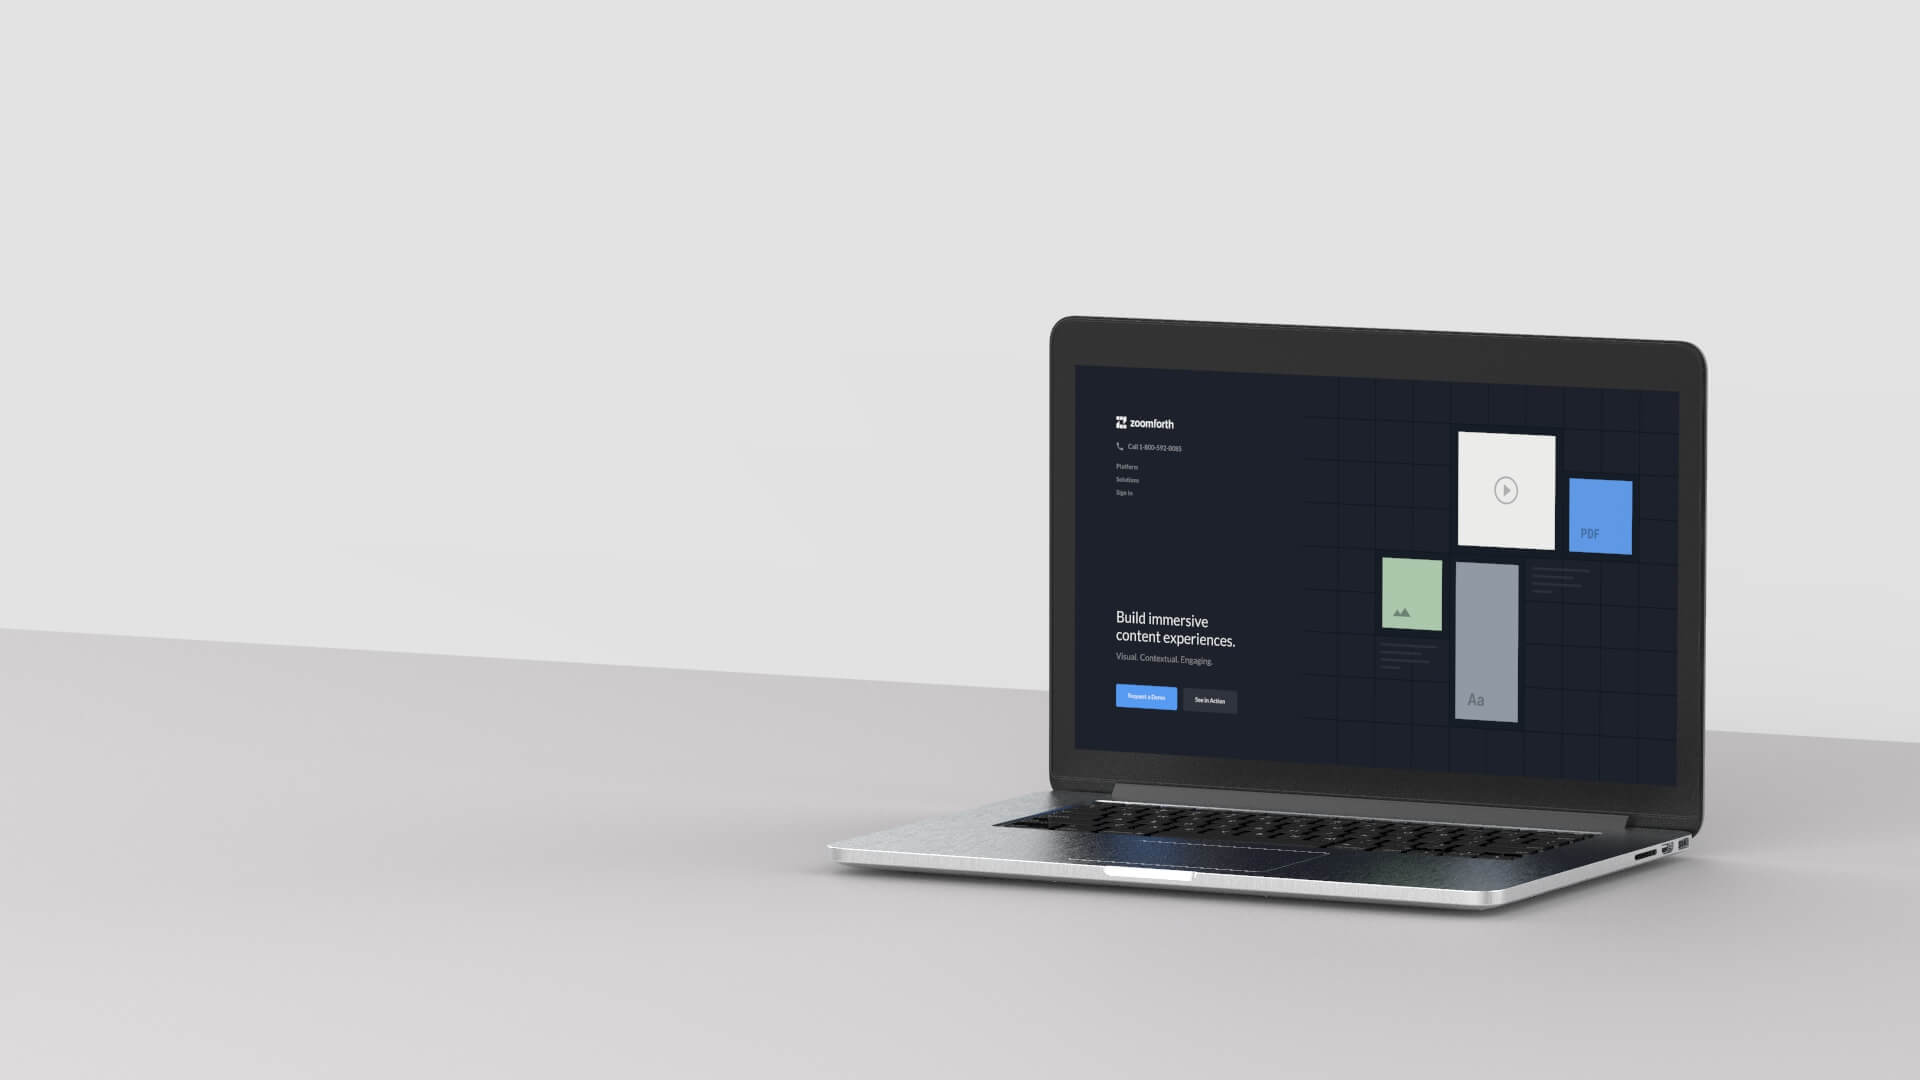 zoomforth
Call 1-800-592-8085
Platform
Solutions
Sign In
Build immersive
content experiences.
Visual. Contextual. Engaging.
Request a Demo
See in Action
PDF
Aa